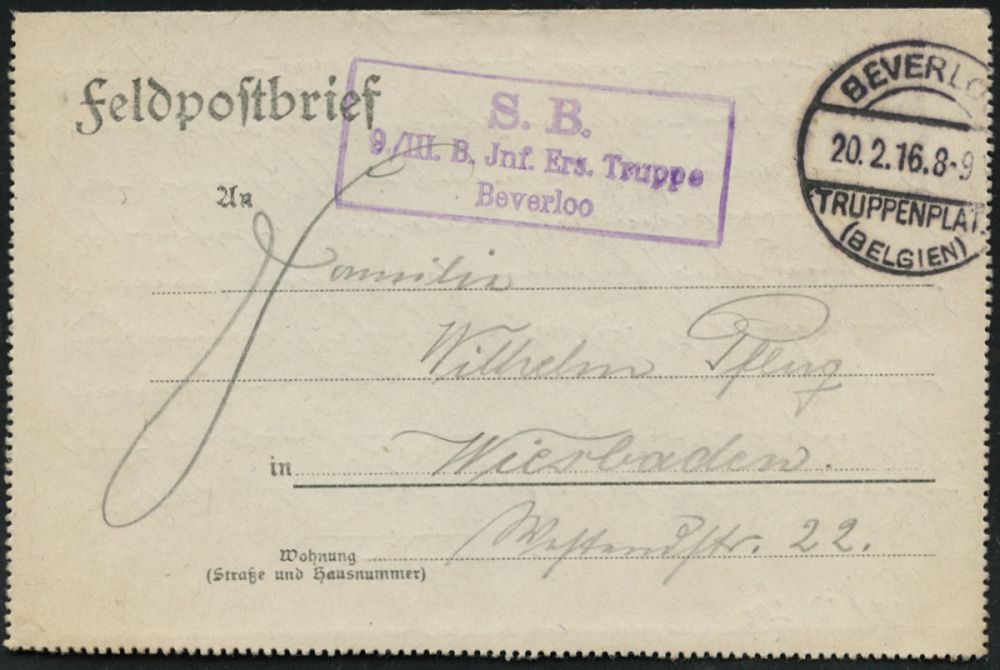 Feldpostbrief
S. B.
9./III. B. Jnf. Ers. Truppe
Beverloo
BEVERLO
20.2.16.8-9
TRUPPENPLAT
(BELGIEN)
An
Familie
Wilhelm Pflug
in Wiesbaden.
Wohnung Westendstr. 22.
(Straße und Hausnummer)